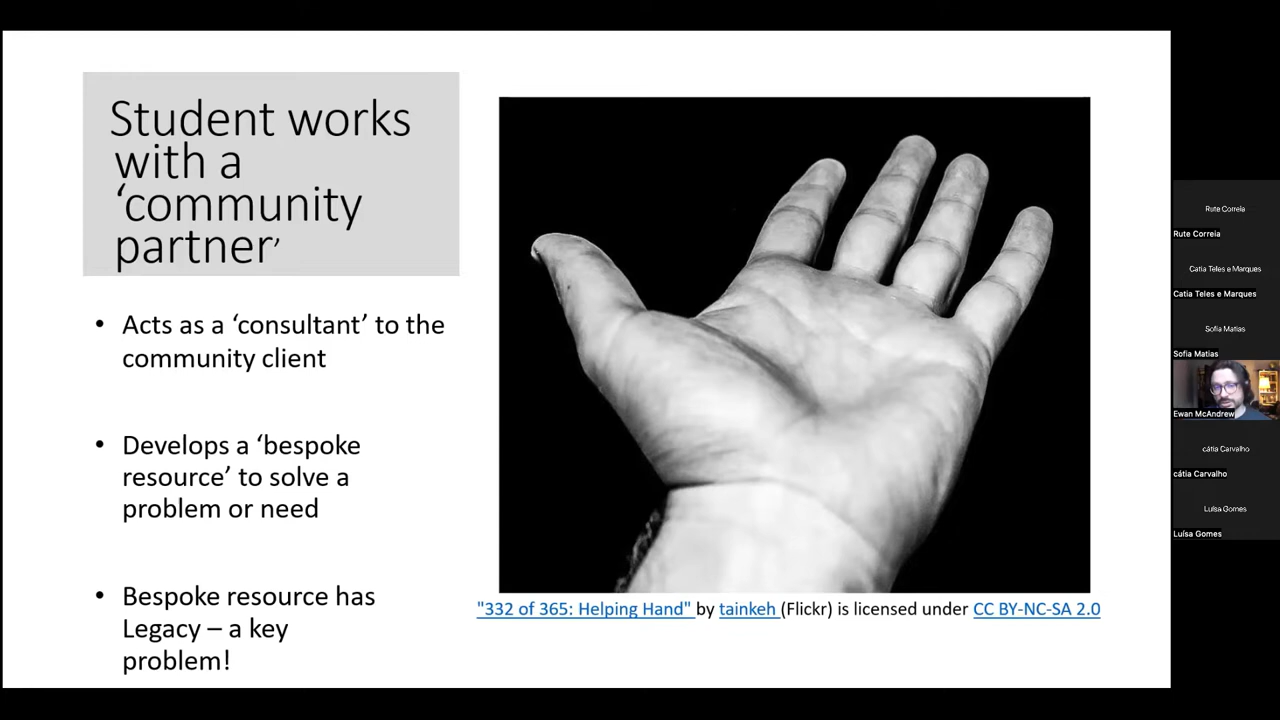 Student works
with a
‘community
partner’
• Acts as a ‘consultant’ to the
community client
• Develops a ‘bespoke
resource’ to solve a
problem or need
• Bespoke resource has
Legacy – a key
problem!
"332 of 365: Helping Hand" by tainkeh (Flickr) is licensed under CC BY-NC-SA 2.0
Rute Correia
Rute Correia
Catia Teles e Marques
Catia Teles e Marques
Sofia Matias
Sofia Matias
Ewan McAndrew
cátia Carvalho
cátia Carvalho
Luísa Gomes
Luísa Gomes